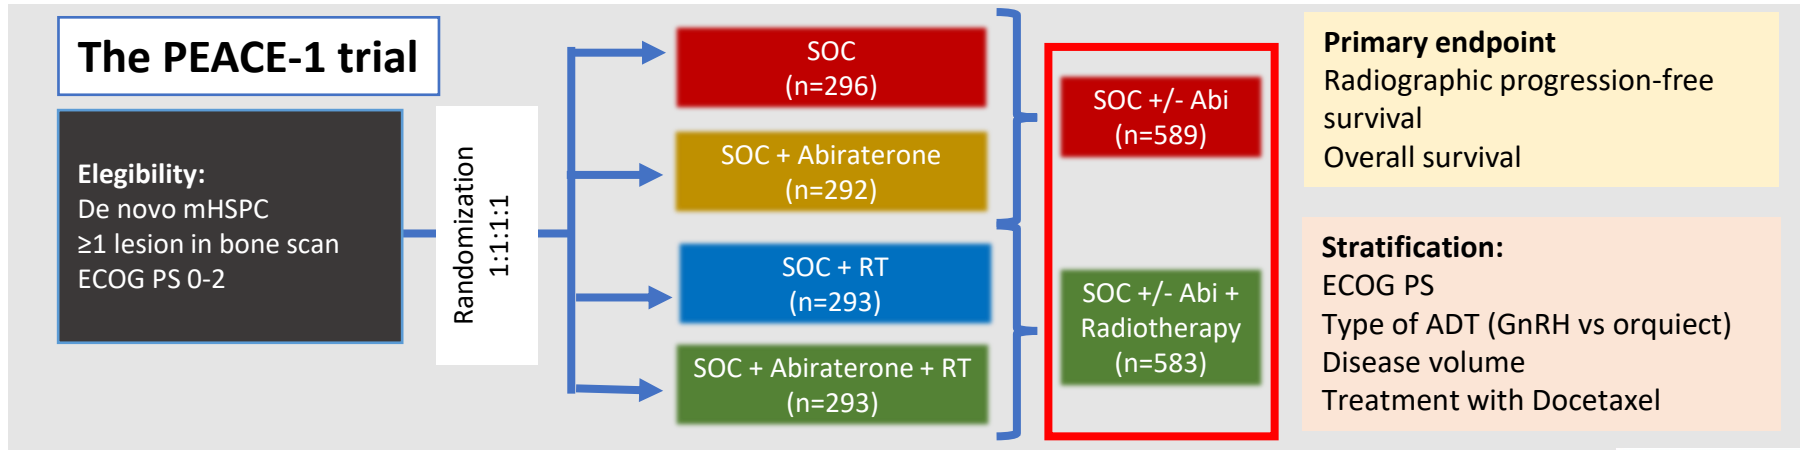 The PEACE-1 trial
Elegibility:
De novo mHSPC
≥1 lesion in bone scan
ECOG PS 0-2
Randomization
1:1:1:1
SOC
(n=296)
SOC + Abiraterone
(n=292)
SOC + RT
(n=293)
SOC + Abiraterone + RT
(n=293)
SOC +/- Abi
(n=589)
SOC +/- Abi +
Radiotherapy
(n=583)
Primary endpoint
Radiographic progression-free
survival
Overall survival
Stratification:
ECOG PS
Type of ADT (GnRH vs orquiect)
Disease volume
Treatment with Docetaxel